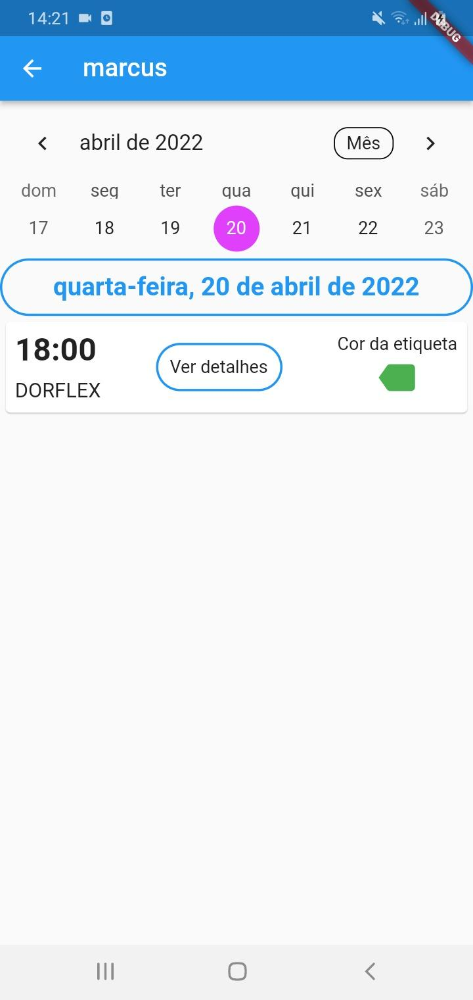 14:21
DEBUG
marcus
abril de 2022 Mês
dom seg ter qua qui sex sáb
17 18 19 20 21 22 23
quarta-feira, 20 de abril de 2022
18:00
DORFLEX
Ver detalhes
Cor da etiqueta